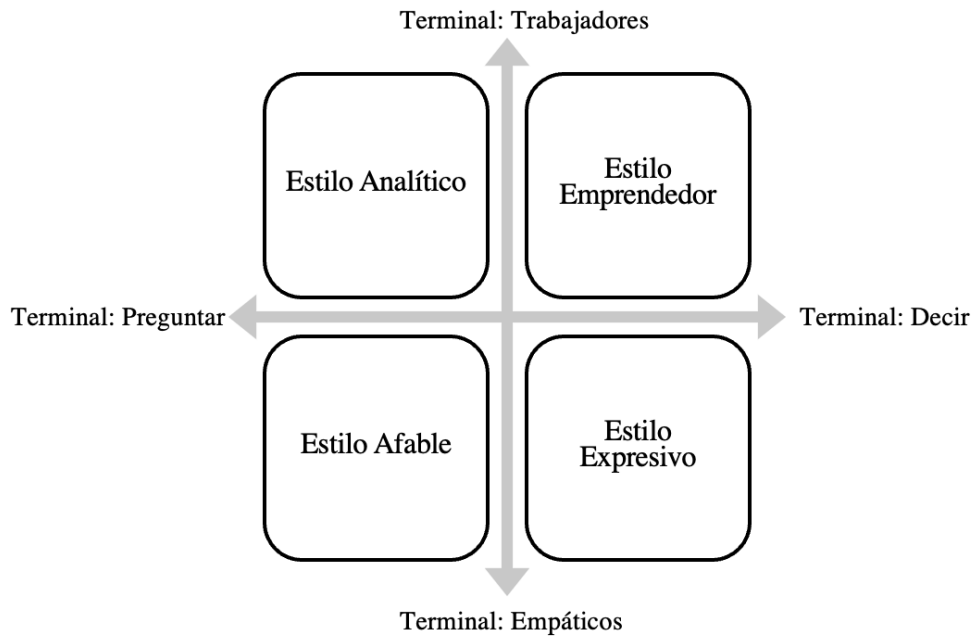 Terminal: Trabajadores
Estilo Analítico
Estilo
Emprendedor
Terminal: Preguntar
Terminal: Decir
Estilo Afable
Estilo
Expresivo
Terminal: Empáticos